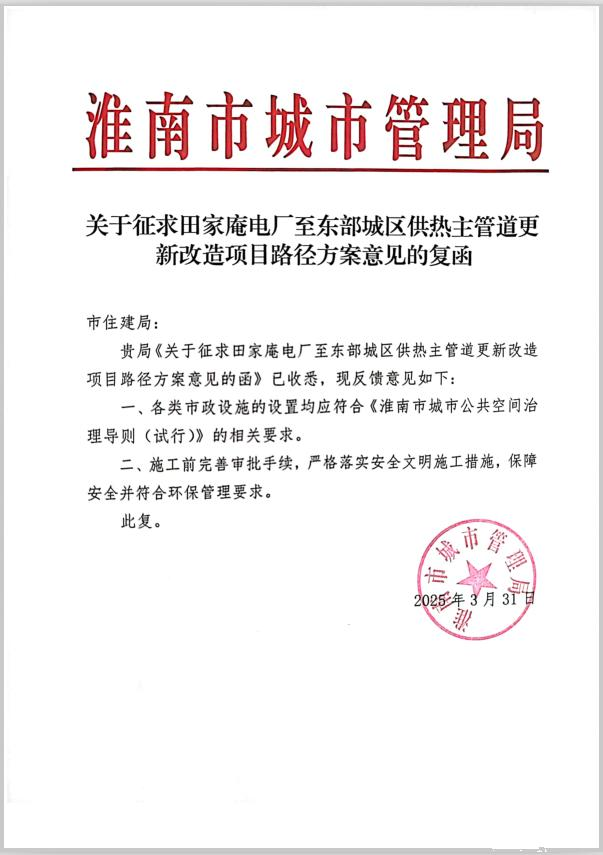 淮南市城市管理局
关于征求田家庵电厂至东部城区供热主管道更
新改造项目路径方案意见的复函
市住建局：
贵局《关于征求田家庵电厂至东部城区供热主管道更新改造
项目路径方案意见的函》已收悉，现反馈意见如下：
一、各类市政设施的设置均应符合《淮南市城市公共空间治
理导则（试行）》的相关要求。
二、施工前完善审批手续，严格落实安全文明施工措施，保障
安全并符合环保管理要求。
此复。
淮南市城市管理局
2025年3月31日